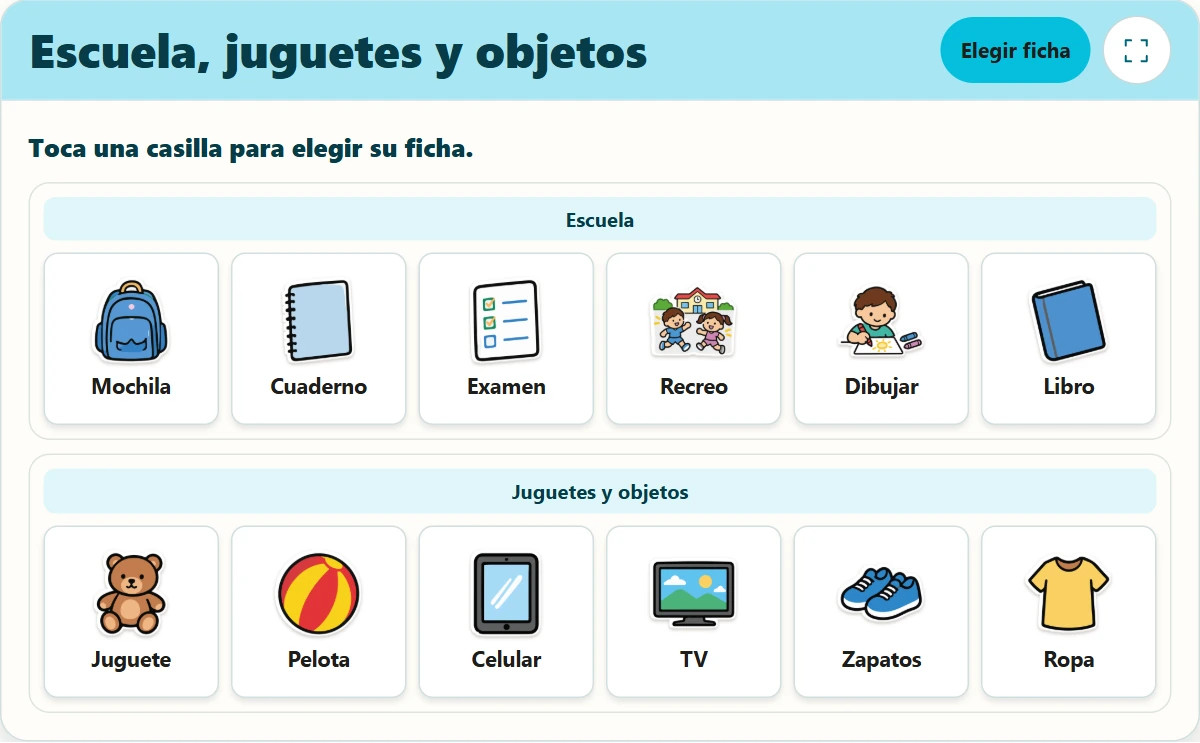 Escuela, juguetes y objetos
Elegir ficha
Toca una casilla para elegir su ficha.
Escuela
Mochila
Cuaderno
Examen
Recreo
Dibujar
Libro
Juguetes y objetos
Juguete
Pelota
Celular
TV
Zapatos
Ropa